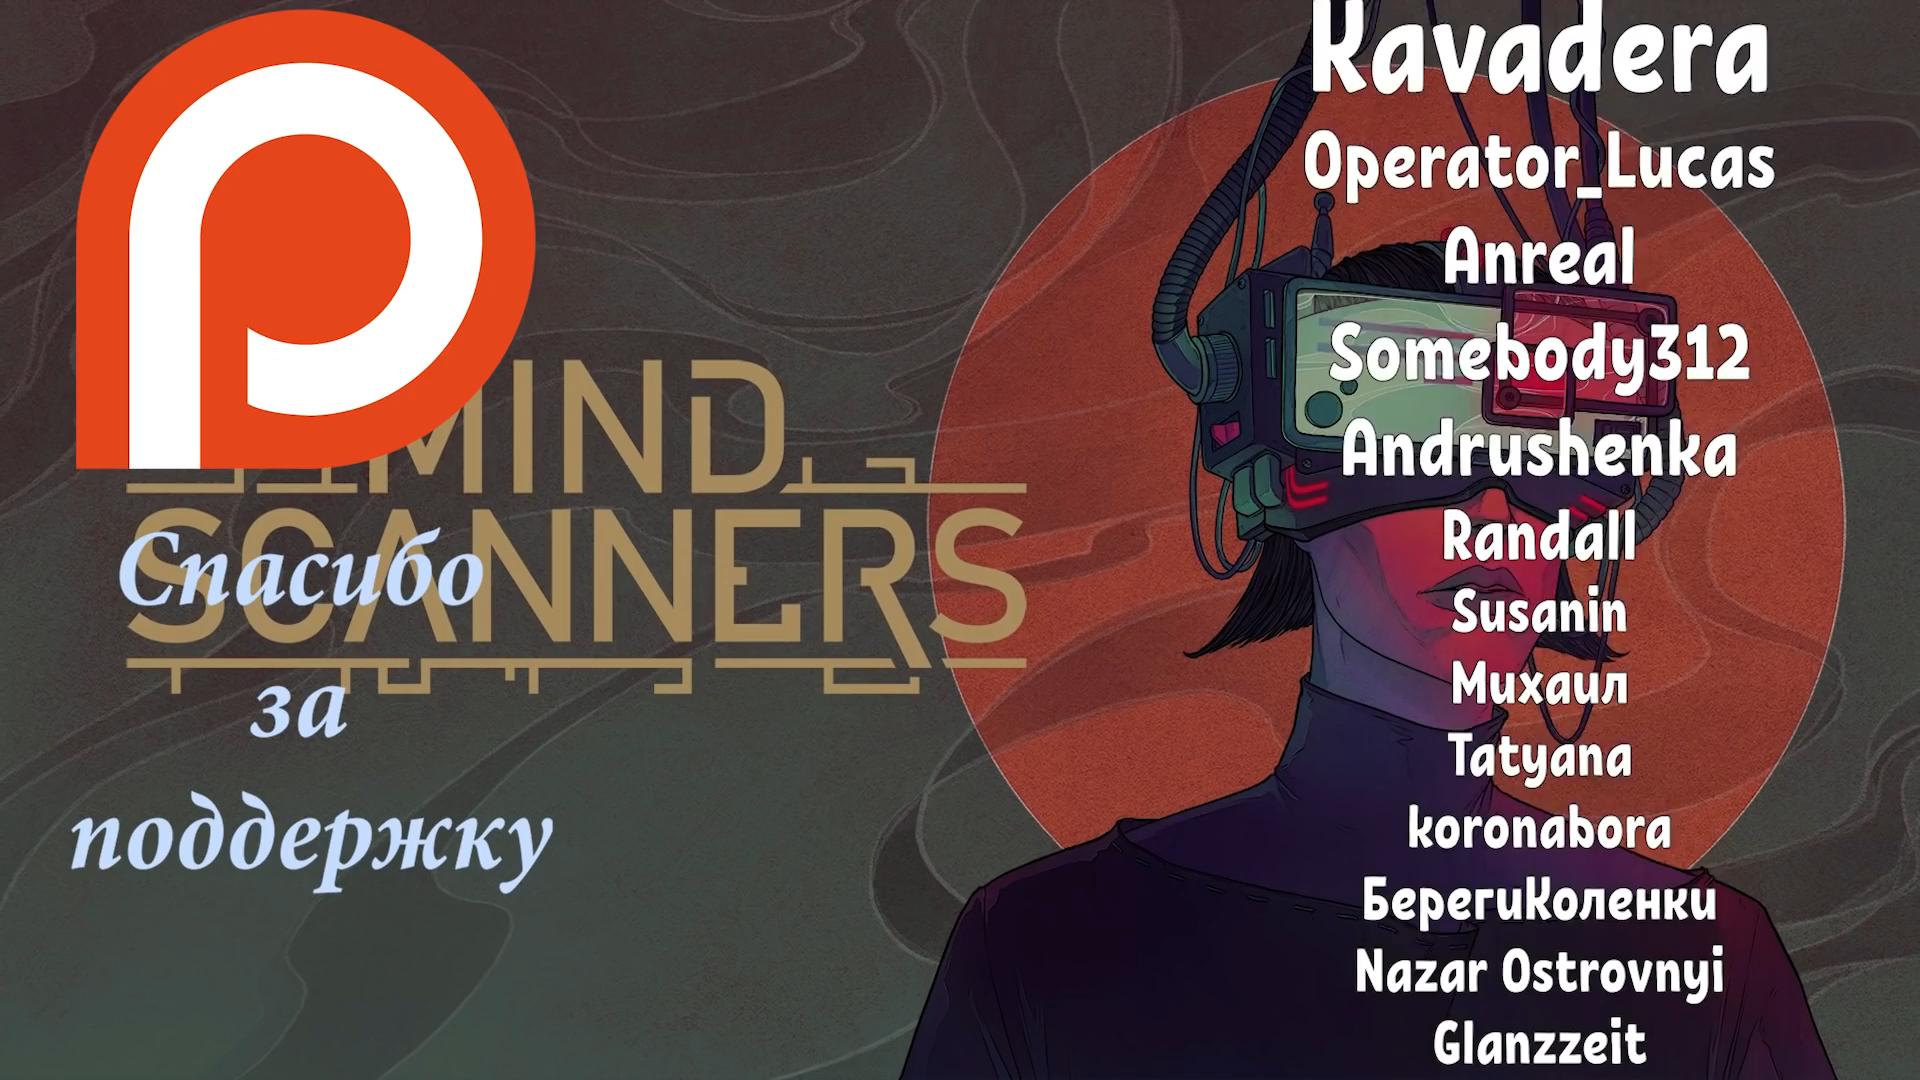 MIND
SCANNERS
Спасибо
за
поддержку
Kavadera
Operator_Lucas
Anreal
Somebody312
Andrushenka
Randall
Susanin
Михаил
Tatyana
koronabora
БерегиКоленки
Nazar Ostrovnyi
Glanzzeit